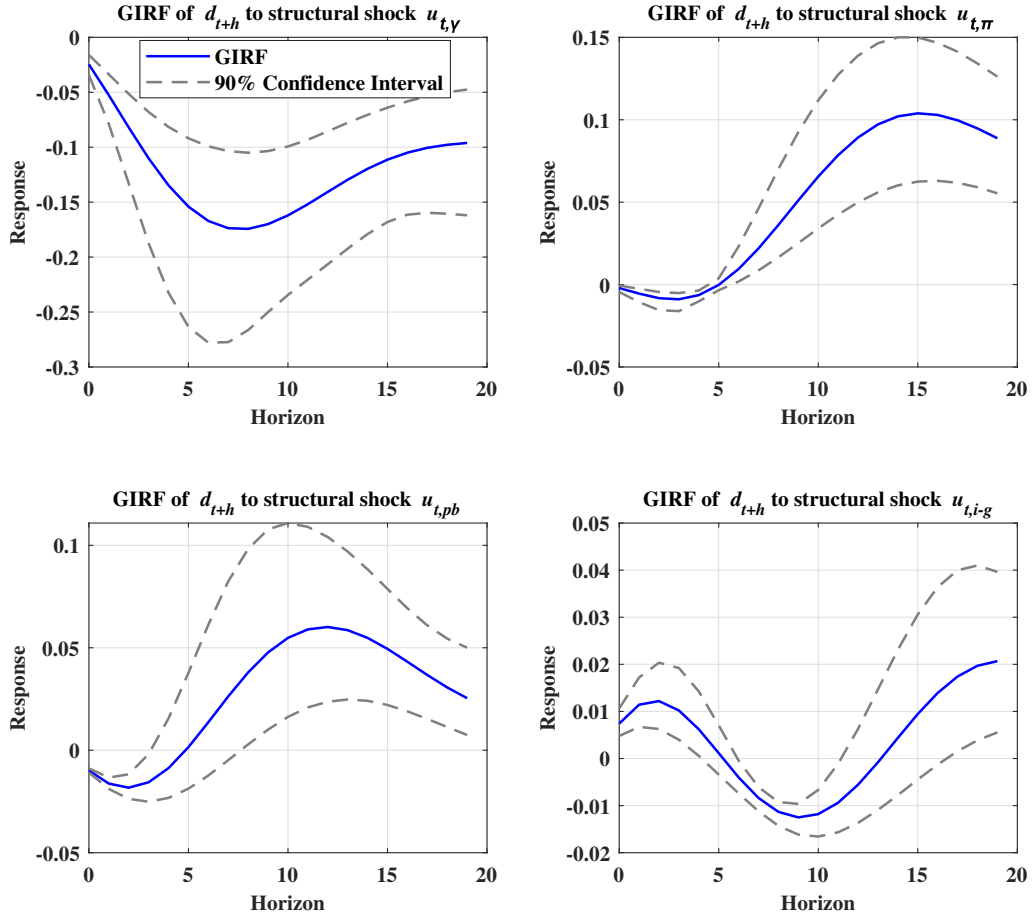 GIRF of d_{t+h} to structural shock u_{t,γ}
0
-0.05
-0.1
-0.15
-0.2
-0.25
-0.3
Response
GIRF
90% Confidence Interval
0 5 10 15 20
Horizon
GIRF of d_{t+h} to structural shock u_{t,π}
0.15
0.1
0.05
0
-0.05
Response
0 5 10 15 20
Horizon
GIRF of d_{t+h} to structural shock u_{t,pb}
0.1
0.05
0
-0.05
Response
0 5 10 15 20
Horizon
GIRF of d_{t+h} to structural shock u_{t,i-g}
0.05
0.04
0.03
0.02
0.01
0
-0.01
-0.02
Response
0 5 10 15 20
Horizon